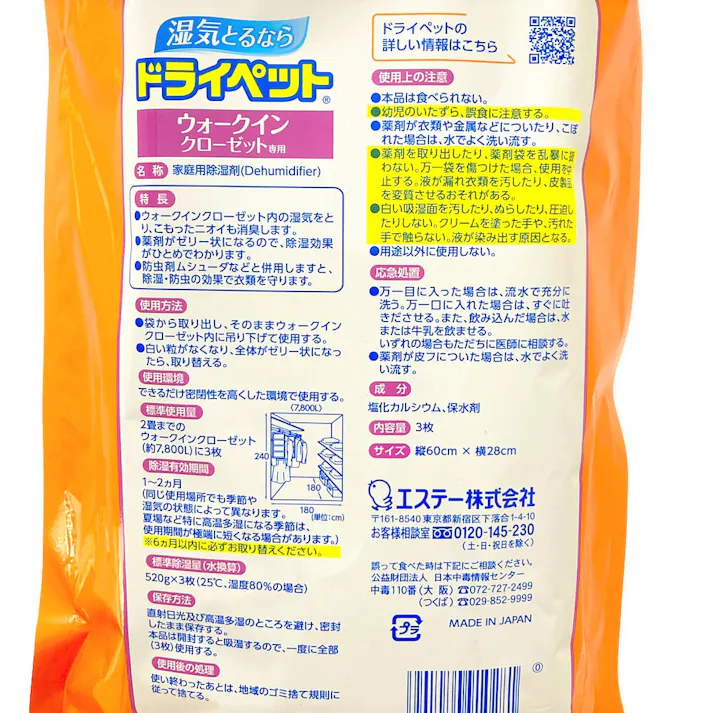 湿気とるなら
ドライペット®
ウォークイン
クローゼット専用
名 称 家庭用除湿剤(Dehumidifier)
特 長
●ウォークインクローゼット内の湿気をと
り、こもったニオイも消臭します。
●薬剤がゼリー状になるので、除湿効果
がひとめでわかります。
●防虫剤ムシューダなどと併用しますと、
除湿・防虫の効果で衣類を守ります。
使用方法
●袋から取り出し、そのままウォークイン
クローゼット内に吊り下げて使用する。
●白い粒がなくなり、全体がゼリー状になっ
たら、取り替える。
使用環境
できるだけ密閉性を高くした環境で使用する。
標準使用量
2畳までの
ウォークインクローゼット
(約7,800L)に3枚
(7,800L)
240
180
180
(単位:cm)
除湿有効期間
1〜2ヵ月
(同じ使用場所でも季節や
湿気の状態によって異なります。
夏場など特に高温多湿になる季節は、
使用期間が極端に短くなる場合があります。)
※6ヵ月以内に必ずお取り替えください。
標準除湿量(水換算)
520g×3枚(25℃、湿度80%の場合)
保存方法
直射日光及び高温多湿のところを避け、密封
したまま保存する。
本品は開封すると吸湿するので、一度に全部
(3枚)使用する。
使用後の処理
使い終わったあとは、地域のゴミ捨て規則に
従って捨てる。
ドライペットの
詳しい情報はこちら
使用上の注意
●本品は食べられない。
●幼児のいたずら、誤食に注意する。
●薬剤が衣類や金属などについたり、こぼ
れた場合は、水でよく洗い流す。
●薬剤を取り出したり、薬剤袋を乱暴に扱
わない。万一袋を傷つけた場合、使用を中
止する。液が漏れ衣類を汚したり、皮製品
を変質させるおそれがある。
●白い吸湿面を汚したり、ぬらしたり、圧迫し
たりしない。クリームを塗った手や、汚れた
手で触らない。液が染み出す原因となる。
●用途以外に使用しない。
応急処置
●万一目に入った場合は、流水で充分に
洗う。万一口に入れた場合は、すぐに吐
きださせる。また、飲み込んだ場合は、水
または牛乳を飲ませる。
いずれの場合もただちに医師に相談する。
●薬剤が皮フについた場合は、水でよく洗
い流す。
成 分
塩化カルシウム、保水剤
内容量 3枚
サイズ 縦60cm × 横28cm
エステー株式会社
〒161-8540 東京都新宿区下落合1-4-10
お客様相談室 0120-145-230
(土・日・祝日を除く)
誤って食べた時は下記にご相談ください。
公益財団法人 日本中毒情報センター
中毒110番(大 阪) ☎072-727-2499
(つくば) ☎029-852-9999
プラ
MADE IN JAPAN